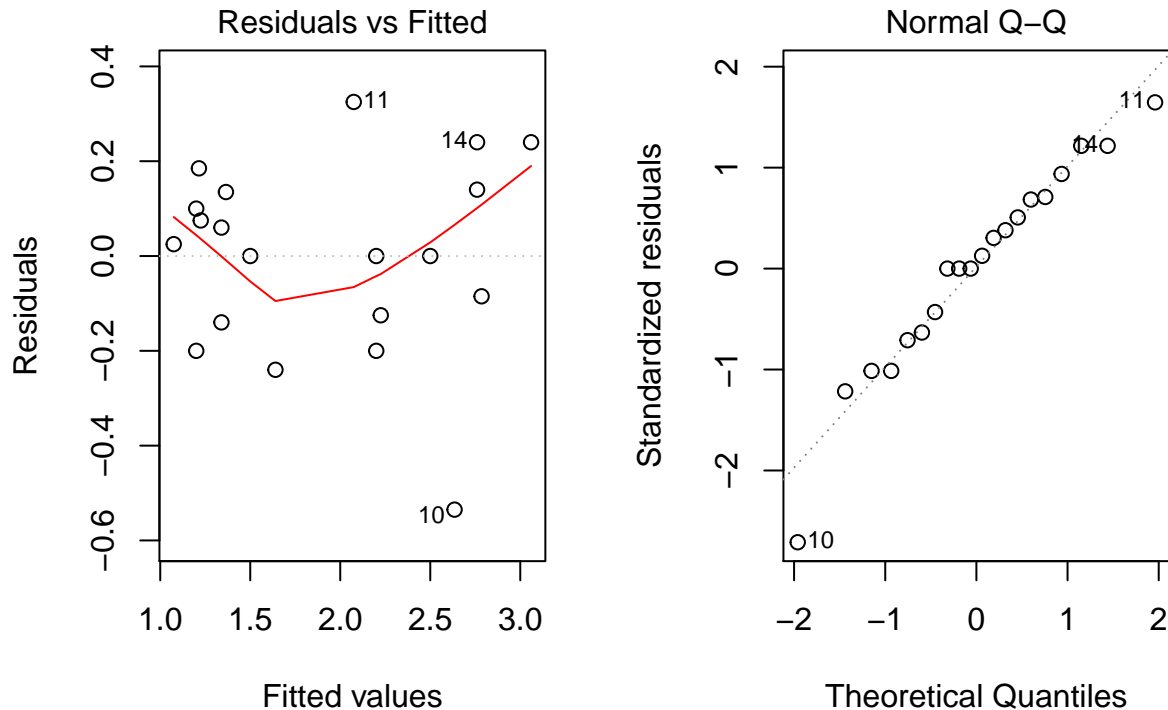 Residuals vs Fitted
0.4
0.2
0.0
−0.2
−0.4
−0.6
Residuals
11
14
10
1.0 1.5 2.0 2.5 3.0
Fitted values
Normal Q−Q
2
1
0
−1
−2
Standardized residuals
11
14
10
−2 −1 0 1 2
Theoretical Quantiles